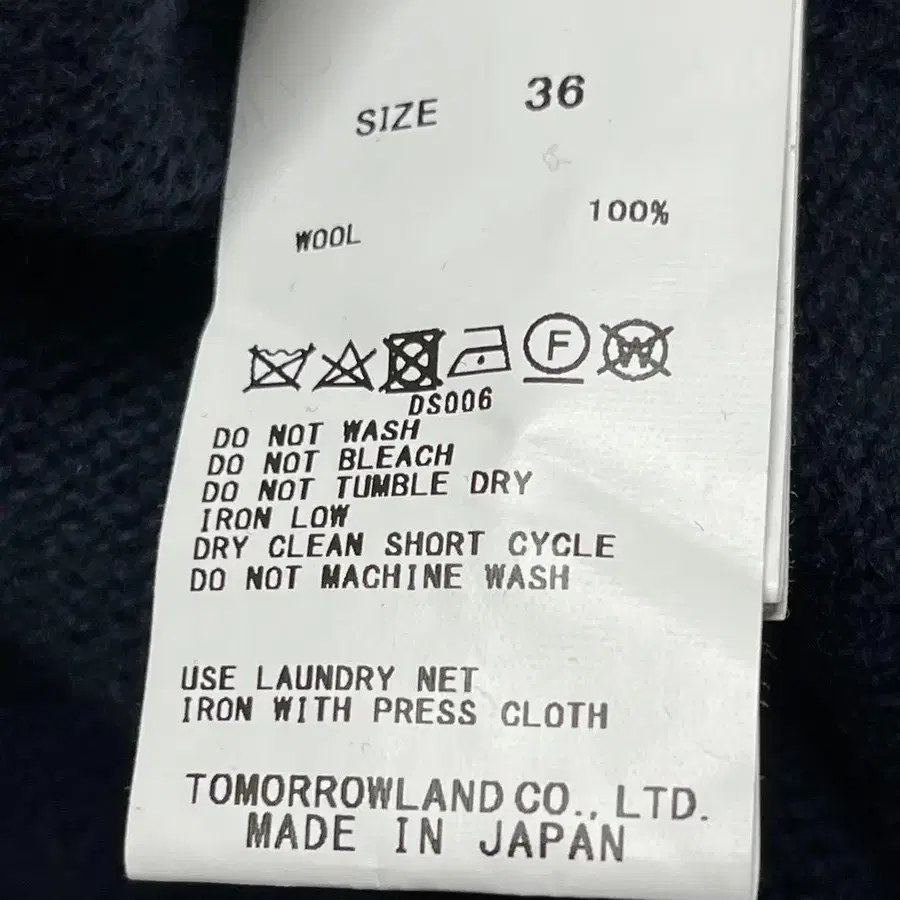 SIZE 36
WOOL 100%
F W
DS006
DO NOT WASH
DO NOT BLEACH
DO NOT TUMBLE DRY
IRON LOW
DRY CLEAN SHORT CYCLE
DO NOT MACHINE WASH
USE LAUNDRY NET
IRON WITH PRESS CLOTH
TOMORROWLAND CO., LTD.
MADE IN JAPAN